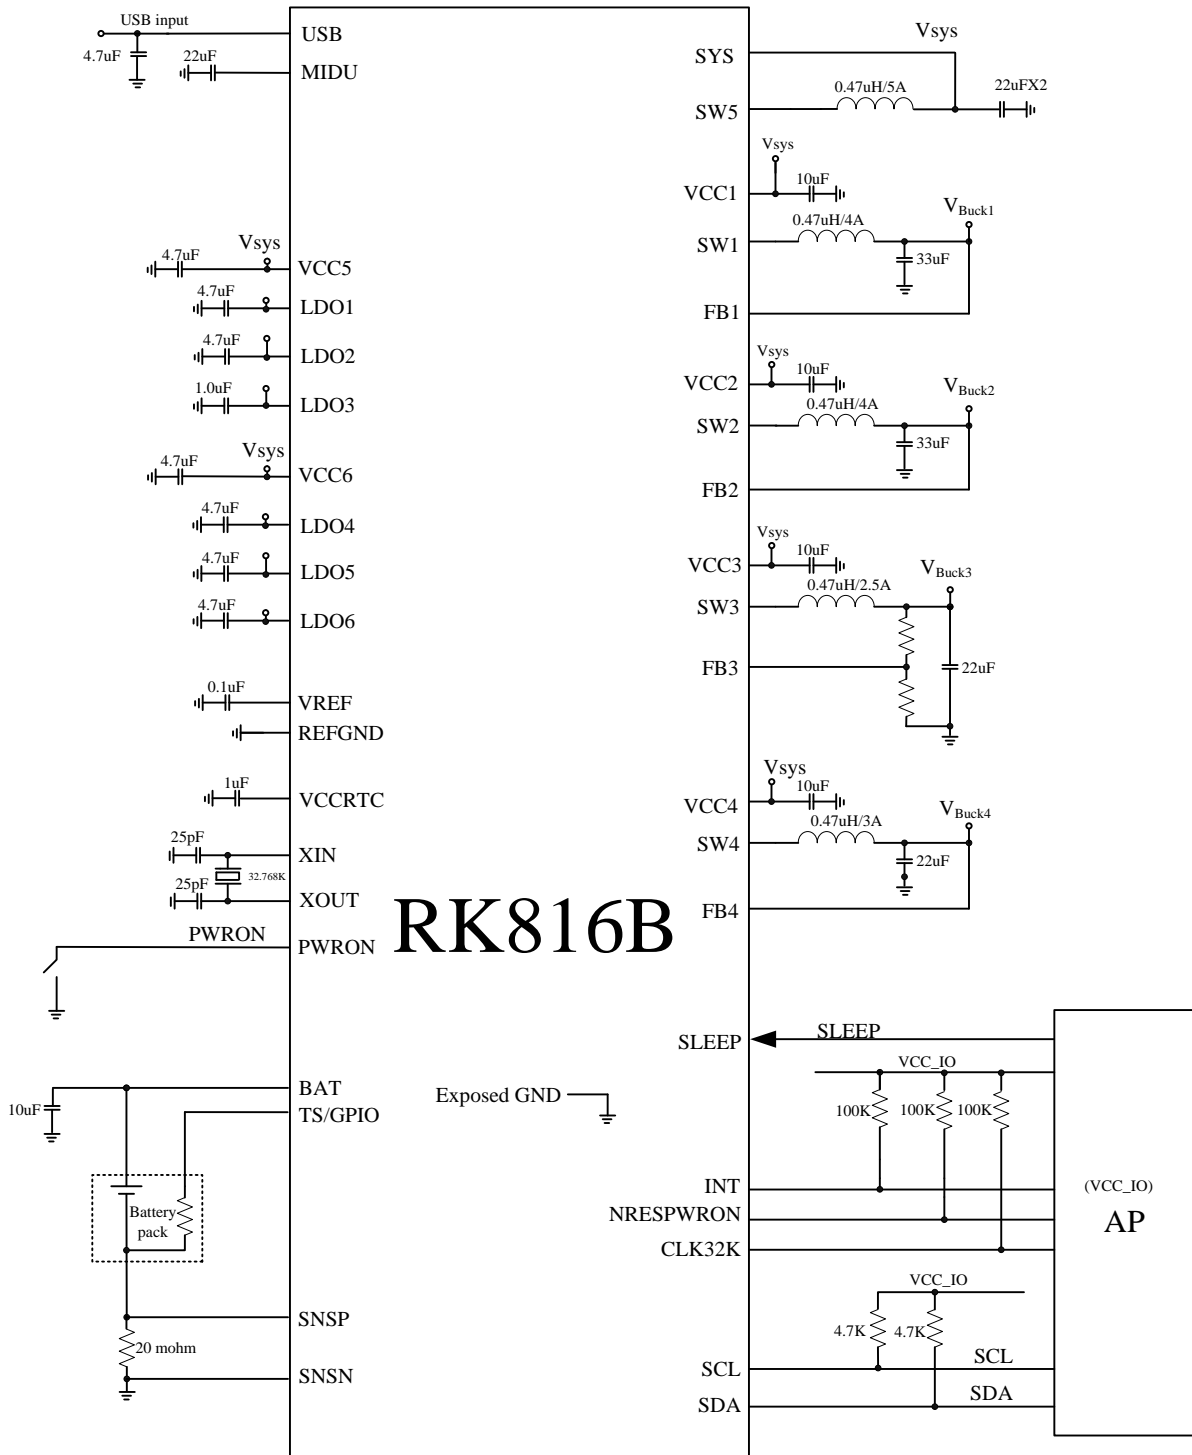 USB input
4.7uF
USB
22uF
MIDU
4.7uF
Vsys
VCC5
4.7uF
LDO1
4.7uF
LDO2
1.0uF
LDO3
4.7uF
Vsys
VCC6
4.7uF
LDO4
4.7uF
LDO5
4.7uF
LDO6
0.1uF
VREF
REFGND
1uF
VCCRTC
25pF
XIN
32.768K
25pF
XOUT
PWRON
PWRON
RK816B
10uF
BAT
TS/GPIO
Exposed GND
Battery
pack
SNSP
20 mohm
SNSN
SYS
Vsys
0.47uH/5A
22uFX2
SW5
Vsys
10uF
VCC1
0.47uH/4A
VBuck1
SW1
33uF
FB1
Vsys
10uF
VCC2
0.47uH/4A
VBuck2
SW2
33uF
FB2
Vsys
10uF
VCC3
0.47uH/2.5A
VBuck3
SW3
FB3
22uF
Vsys
10uF
VCC4
0.47uH/3A
VBuck4
SW4
22uF
FB4
SLEEP
SLEEP
VCC_IO
100K
100K
100K
INT
NRESPWRON
CLK32K
(VCC_IO)
AP
VCC_IO
4.7K
4.7K
SCL
SCL
SDA
SDA